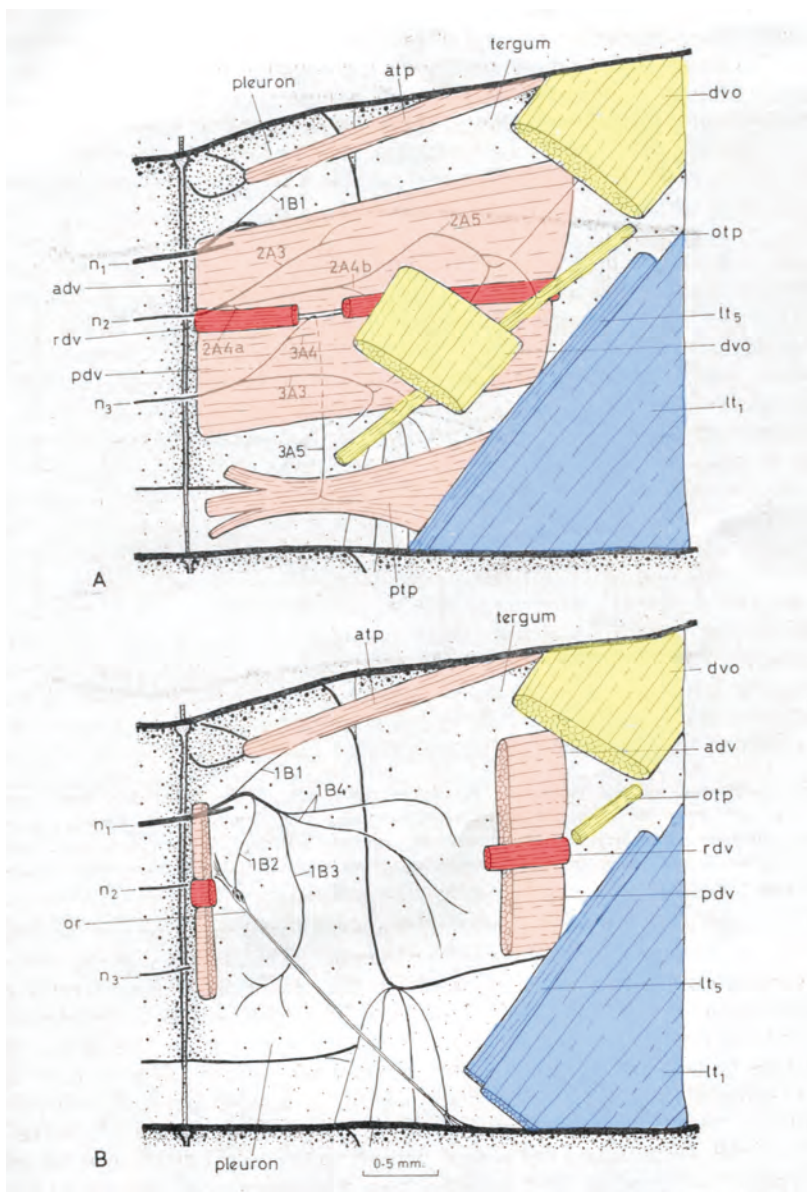 pleuron
atp
tergum
dvo
1B1
2A5
2A3
n1
2A4b
otp
adv
n2
lt5
rdv
dvo
2A4a
3A4
pdv
3A3
lt1
n3
3A5
A
ptp
tergum
atp
dvo
adv
1B1
1B4
otp
n1
1B2
1B3
rdv
n2
pdv
or
n3
lt5
lt1
B
pleuron
0·5 mm.